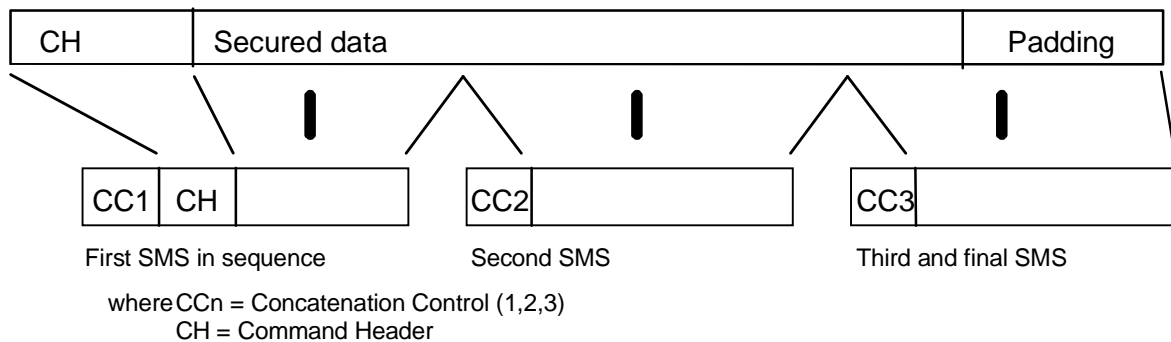 CH Secured data Padding
CC1 CH CC2 CC3
First SMS in sequence Second SMS Third and final SMS
where CCn = Concatenation Control (1,2,3)
CH = Command Header